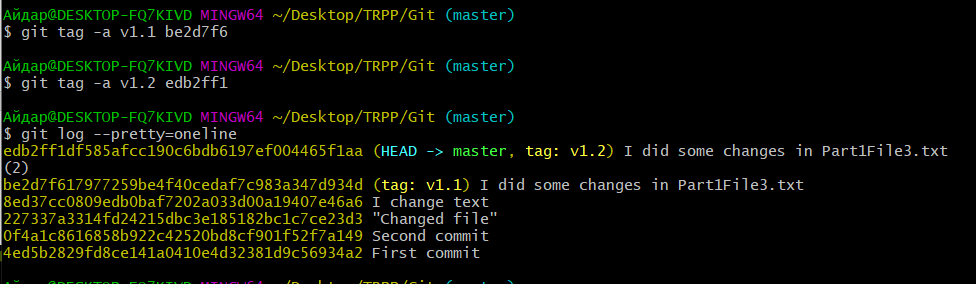 Айдар@DESKTOP-FQ7KIVD MINGW64 ~/Desktop/TRPP/Git (master)
$ git tag -a v1.1 be2d7f6
Айдар@DESKTOP-FQ7KIVD MINGW64 ~/Desktop/TRPP/Git (master)
$ git tag -a v1.2 edb2ff1
Айдар@DESKTOP-FQ7KIVD MINGW64 ~/Desktop/TRPP/Git (master)
$ git log --pretty=oneline
edb2ff1df585afcc190c6bdb6197ef004465f1aa (HEAD -> master, tag: v1.2) I did some changes in Part1File3.txt
(2)
be2d7f617977259be4f40cedaf7c983a347d934d (tag: v1.1) I did some changes in Part1File3.txt
8ed37cc0809edb0baf7202a033d00a19407e46a6 I change text
227337a3314fd24215dbc3e185182bc1c7ce23d3 "Changed file"
0f4a1c8616858b922c42520bd8cf901f52f7a149 Second commit
4ed5b2829fd8ce141a0410e4d32381d9c56934a2 First commit